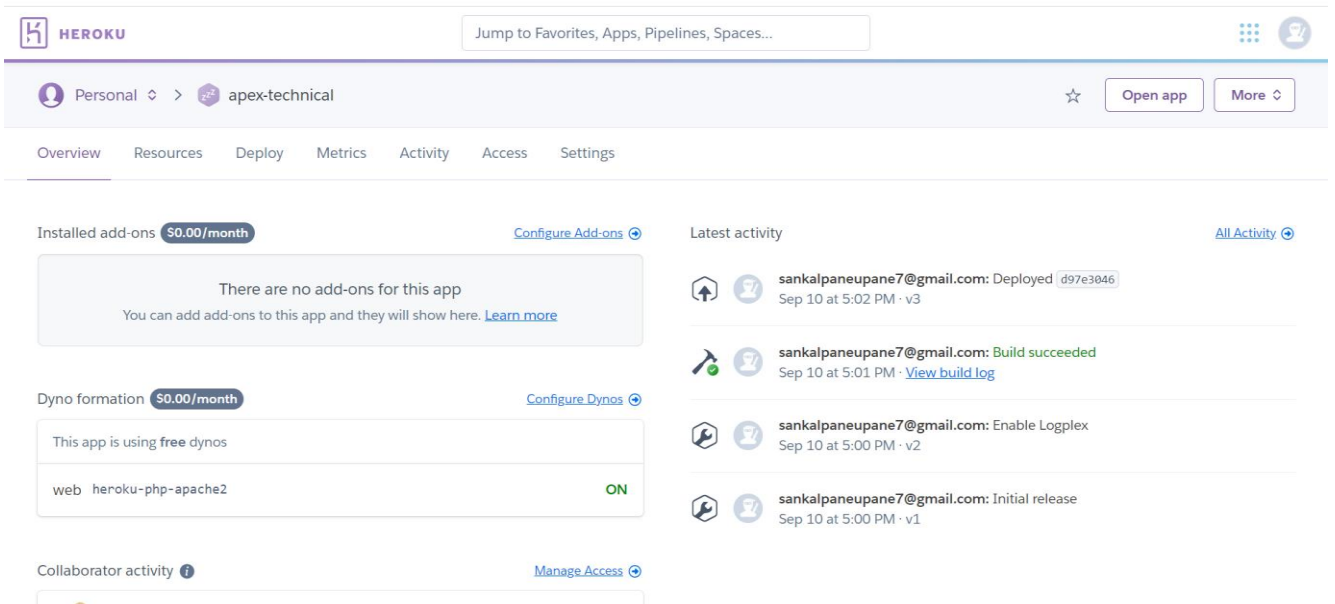 HEROKU
Jump to Favorites, Apps, Pipelines, Spaces...
Personal > apex-technical
Open app
More
Overview Resources Deploy Metrics Activity Access Settings
Installed add-ons $0.00/month
Configure Add-ons
There are no add-ons for this app
You can add add-ons to this app and they will show here. Learn more
Dyno formation $0.00/month
Configure Dynos
This app is using free dynos
web heroku-php-apache2 ON
Collaborator activity
Manage Access
Latest activity
All Activity
sankalpaneupane7@gmail.com: Deployed d97e3046
Sep 10 at 5:02 PM · v3
sankalpaneupane7@gmail.com: Build succeeded
Sep 10 at 5:01 PM · View build log
sankalpaneupane7@gmail.com: Enable Logplex
Sep 10 at 5:00 PM · v2
sankalpaneupane7@gmail.com: Initial release
Sep 10 at 5:00 PM · v1